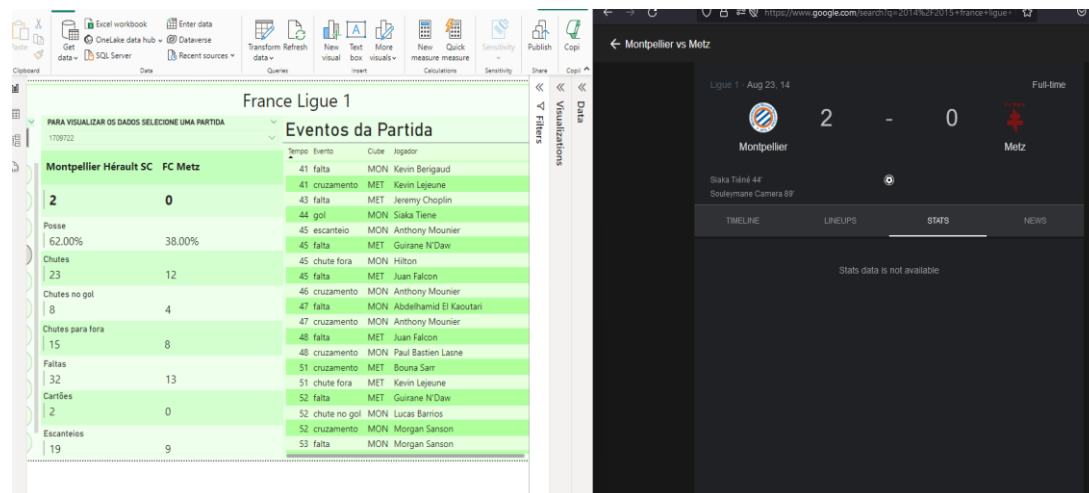 Paste
Get data
Excel workbook
OneLake data hub
SQL Server
Enter data
Dataverse
Recent sources
Transform data
Refresh
New visual
Text box
More visuals
New measure
Quick measure
Sensitivity
Publish
Copi
Clipboard
Data
Queries
Insert
Calculations
Sensitivity
Share
Copil
France Ligue 1
PARA VISUALIZAR OS DADOS SELECIONE UMA PARTIDA
1709722
Montpellier Hérault SC FC Metz
2 0
Posse
62.00% 38.00%
Chutes
23 12
Chutes no gol
8 4
Chutes para fora
15 8
Faltas
32 13
Cartões
2 0
Escanteios
19 9
Eventos da Partida
Tempo Evento Clube Jogador
41 falta MON Kevin Berigaud
41 cruzamento MET Kevin Lejeune
43 falta MET Jeremy Choplin
44 gol MON Siaka Tiene
45 escanteio MON Anthony Mounier
45 falta MET Guirane N'Daw
45 chute fora MON Hilton
45 falta MET Juan Falcon
46 cruzamento MON Anthony Mounier
47 falta MON Abdelhamid El Kaoutari
47 cruzamento MON Anthony Mounier
48 falta MET Juan Falcon
48 cruzamento MON Paul Bastien Lasne
51 cruzamento MET Bouna Sarr
51 chute fora MET Kevin Lejeune
52 falta MET Guirane N'Daw
52 chute no gol MON Lucas Barrios
52 cruzamento MON Morgan Sanson
53 falta MON Morgan Sanson
Filters
Visualizations
Data
https://www.google.com/search?q=2014%2F2015+france+ligue+
Montpellier vs Metz
Ligue 1 · Aug 23, 14
Full-time
2 - 0
Montpellier
Metz
Siaka Tiéné 44'
Souleymane Camera 89'
TIMELINE LINEUPS STATS NEWS
Stats data is not available